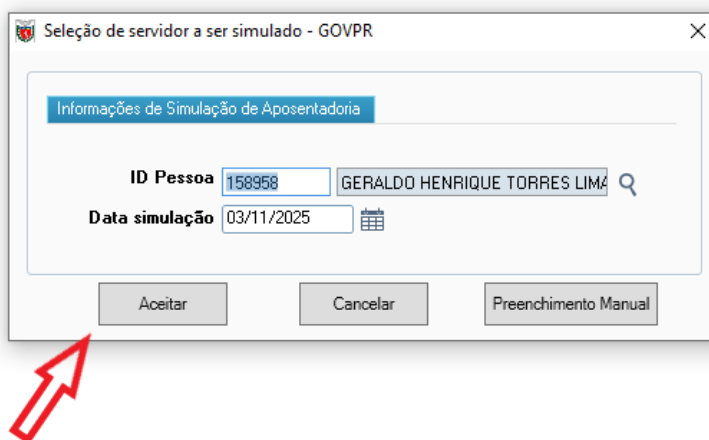 Seleção de servidor a ser simulado - GOVPR
Informações de Simulação de Aposentadoria
ID Pessoa 158958 GERALDO HENRIQUE TORRES LIMA
Data simulação 03/11/2025
Aceitar Cancelar Preenchimento Manual